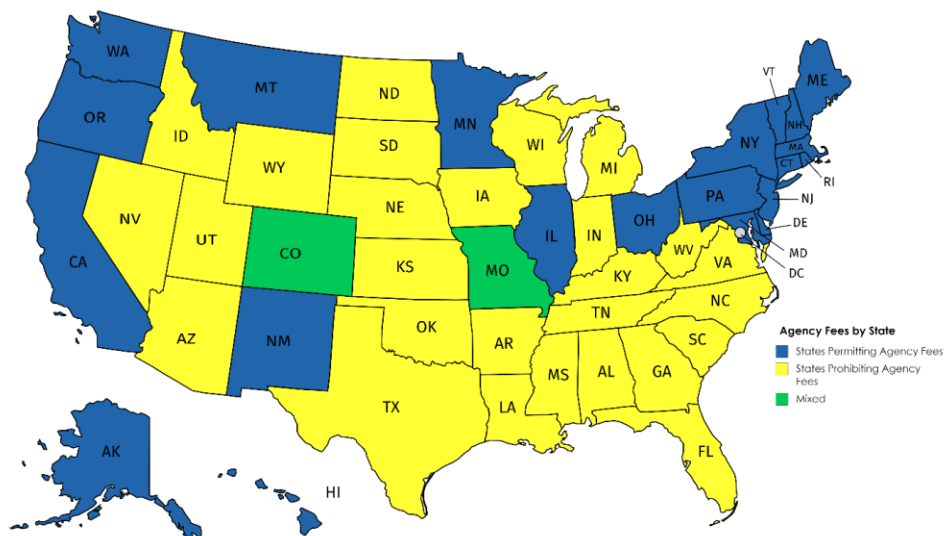 WA
MT
ND
MN
VT
ME
OR
ID
SD
WI
NY
NH
MA
CT
RI
WY
MI
IA
PA
NJ
NV
NE
OH
DE
UT
IL
IN
MD
CO
WV
CA
KS
MO
VA
DC
KY
NC
TN
AZ
NM
OK
AR
SC
MS
AL
GA
TX
LA
FL
AK
HI
Agency Fees by State
States Permitting Agency Fees
States Prohibiting Agency
Fees
Mixed